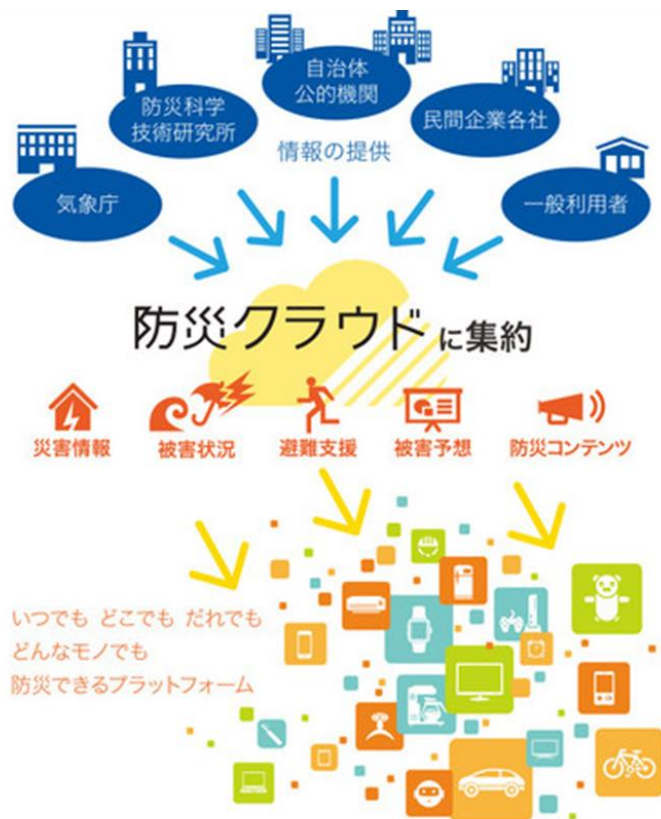 自治体
公的機関
防災科学
技術研究所
民間企業各社
情報の提供
気象庁
一般利用者
防災クラウドに集約
災害情報
被害状況
避難支援
被害予想
防災コンテンツ
いつでも どこでも だれでも
どんなモノでも
防災できるプラットフォーム